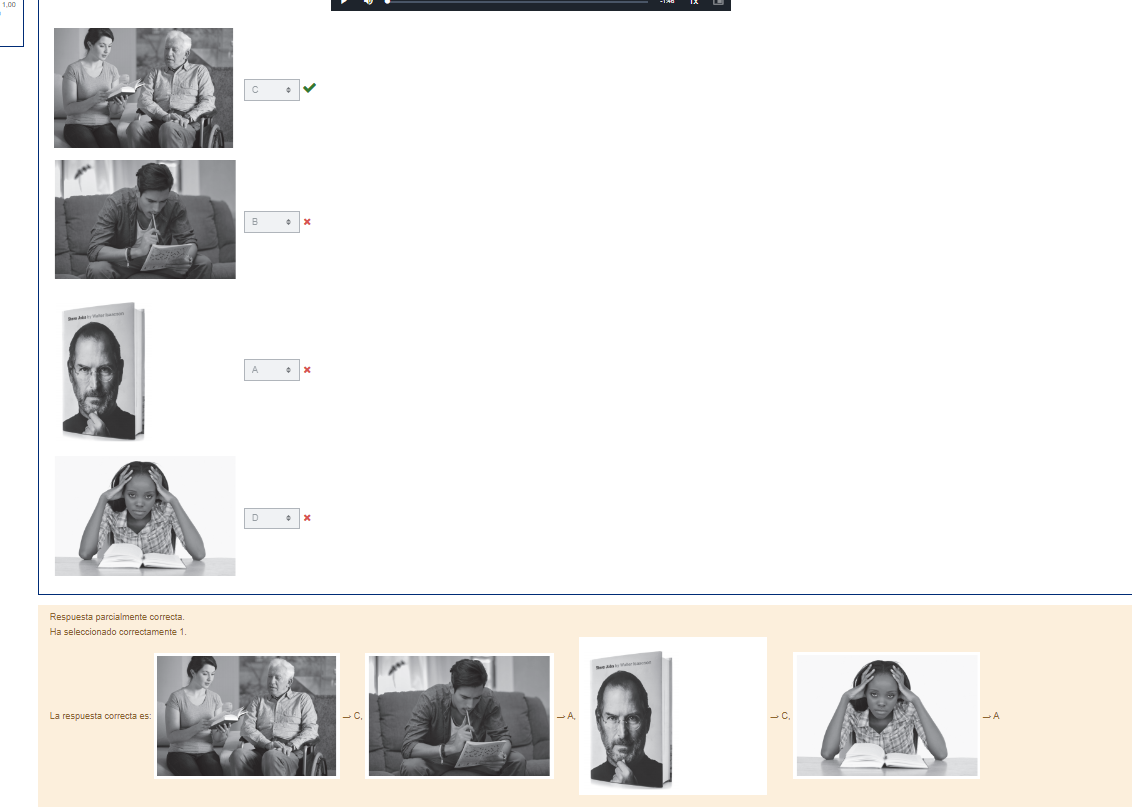 1,00
-1:46 1x
C
B
Steve Jobs by Walter Isaacson
A
D
Respuesta parcialmente correcta.
Ha seleccionado correctamente 1.
Steve Jobs by Walter Isaacson
La respuesta correcta es: → C, → A, → C, → A